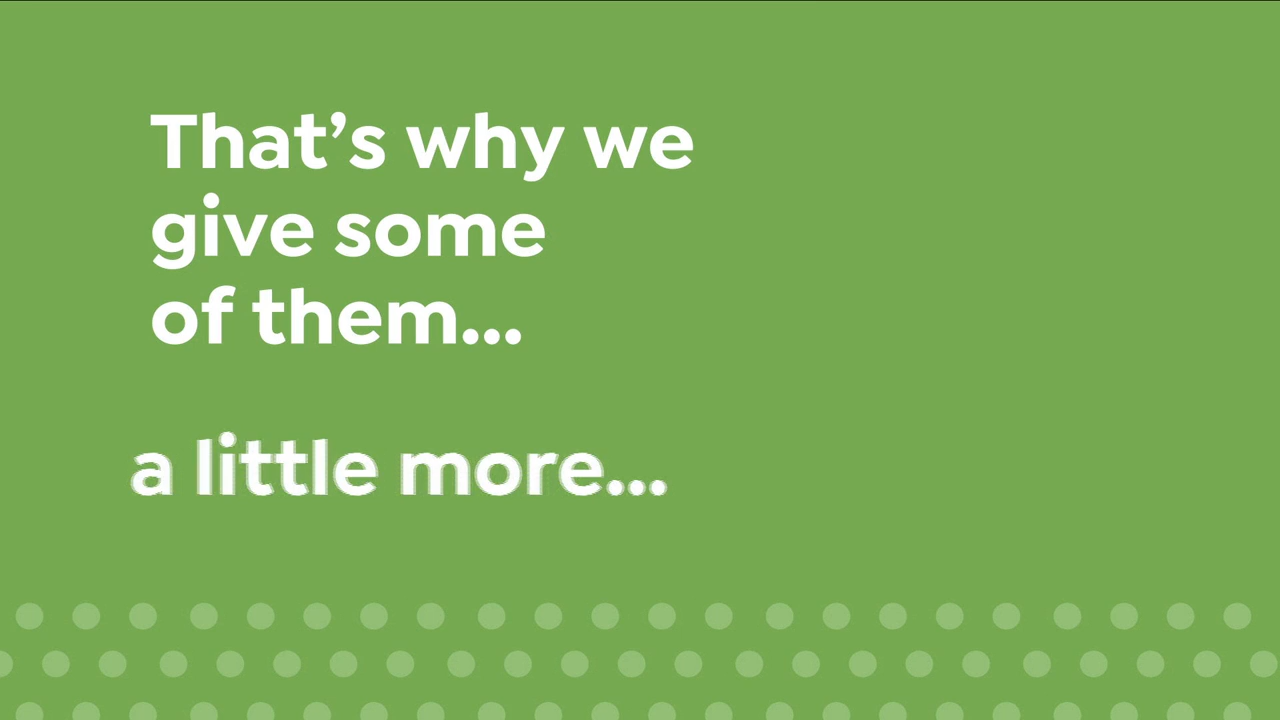 That’s why we
give some
of them...
a little more...